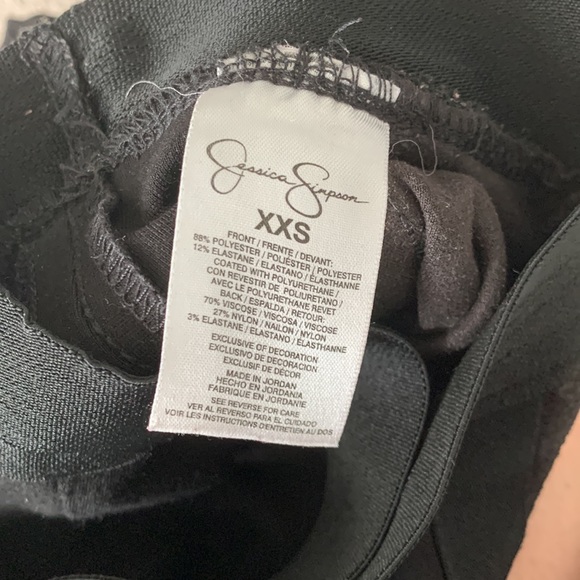 Jessica Simpson
XXS
FRONT / FRENTE / DEVANT:
88% POLYESTER / POLIÉSTER / POLYESTER
12% ELASTANE / ELASTANO / ÉLASTHANNE
COATED WITH POLYURETHANE /
CON REVESTIR DE POLIURETANO /
AVEC LE POLYURETHANE REVET
BACK / ESPALDA / RETOUR:
70% VISCOSE / VISCOSA / VISCOSE
27% NYLON / NAILON / NYLON
3% ELASTANE / ELASTANO / ÉLASTHANNE
EXCLUSIVE OF DECORATION
EXCLUSIVO DE DECORACION
EXCLUSIF DE DÉCOR
MADE IN JORDAN
HECHO EN JORDANIA
FABRIQUE EN JORDANIE
SEE REVERSE FOR CARE
VER AL REVERSO PARA EL CUIDADO
VOIR LES INSTRUCTIONS D'ENTRETIEN AU DOS